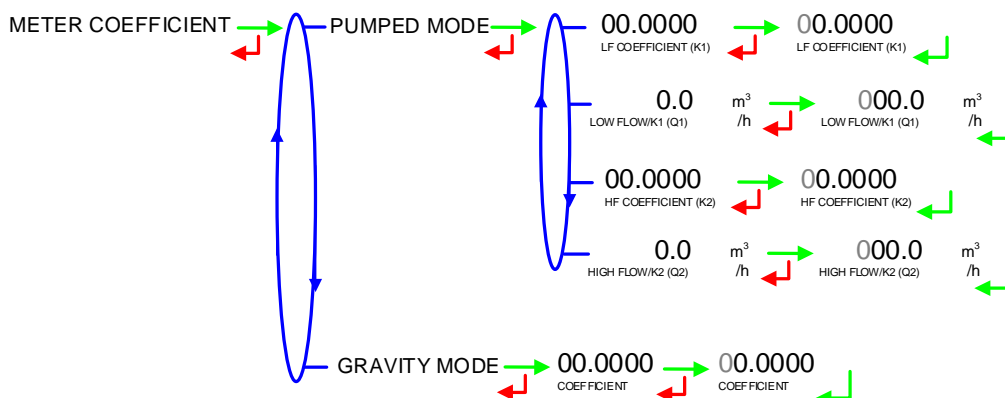 METER COEFFICIENT PUMPED MODE 00.0000 00.0000
LF COEFFICIENT (K1) LF COEFFICIENT (K1)
0.0 m³ 000.0 m³
LOW FLOW/K1 (Q1) /h LOW FLOW/K1 (Q1) /h
00.0000 00.0000
HF COEFFICIENT (K2) HF COEFFICIENT (K2)
0.0 m³ 000.0 m³
HIGH FLOW/K2 (Q2) /h HIGH FLOW/K2 (Q2) /h
GRAVITY MODE 00.0000 00.0000
COEFFICIENT COEFFICIENT